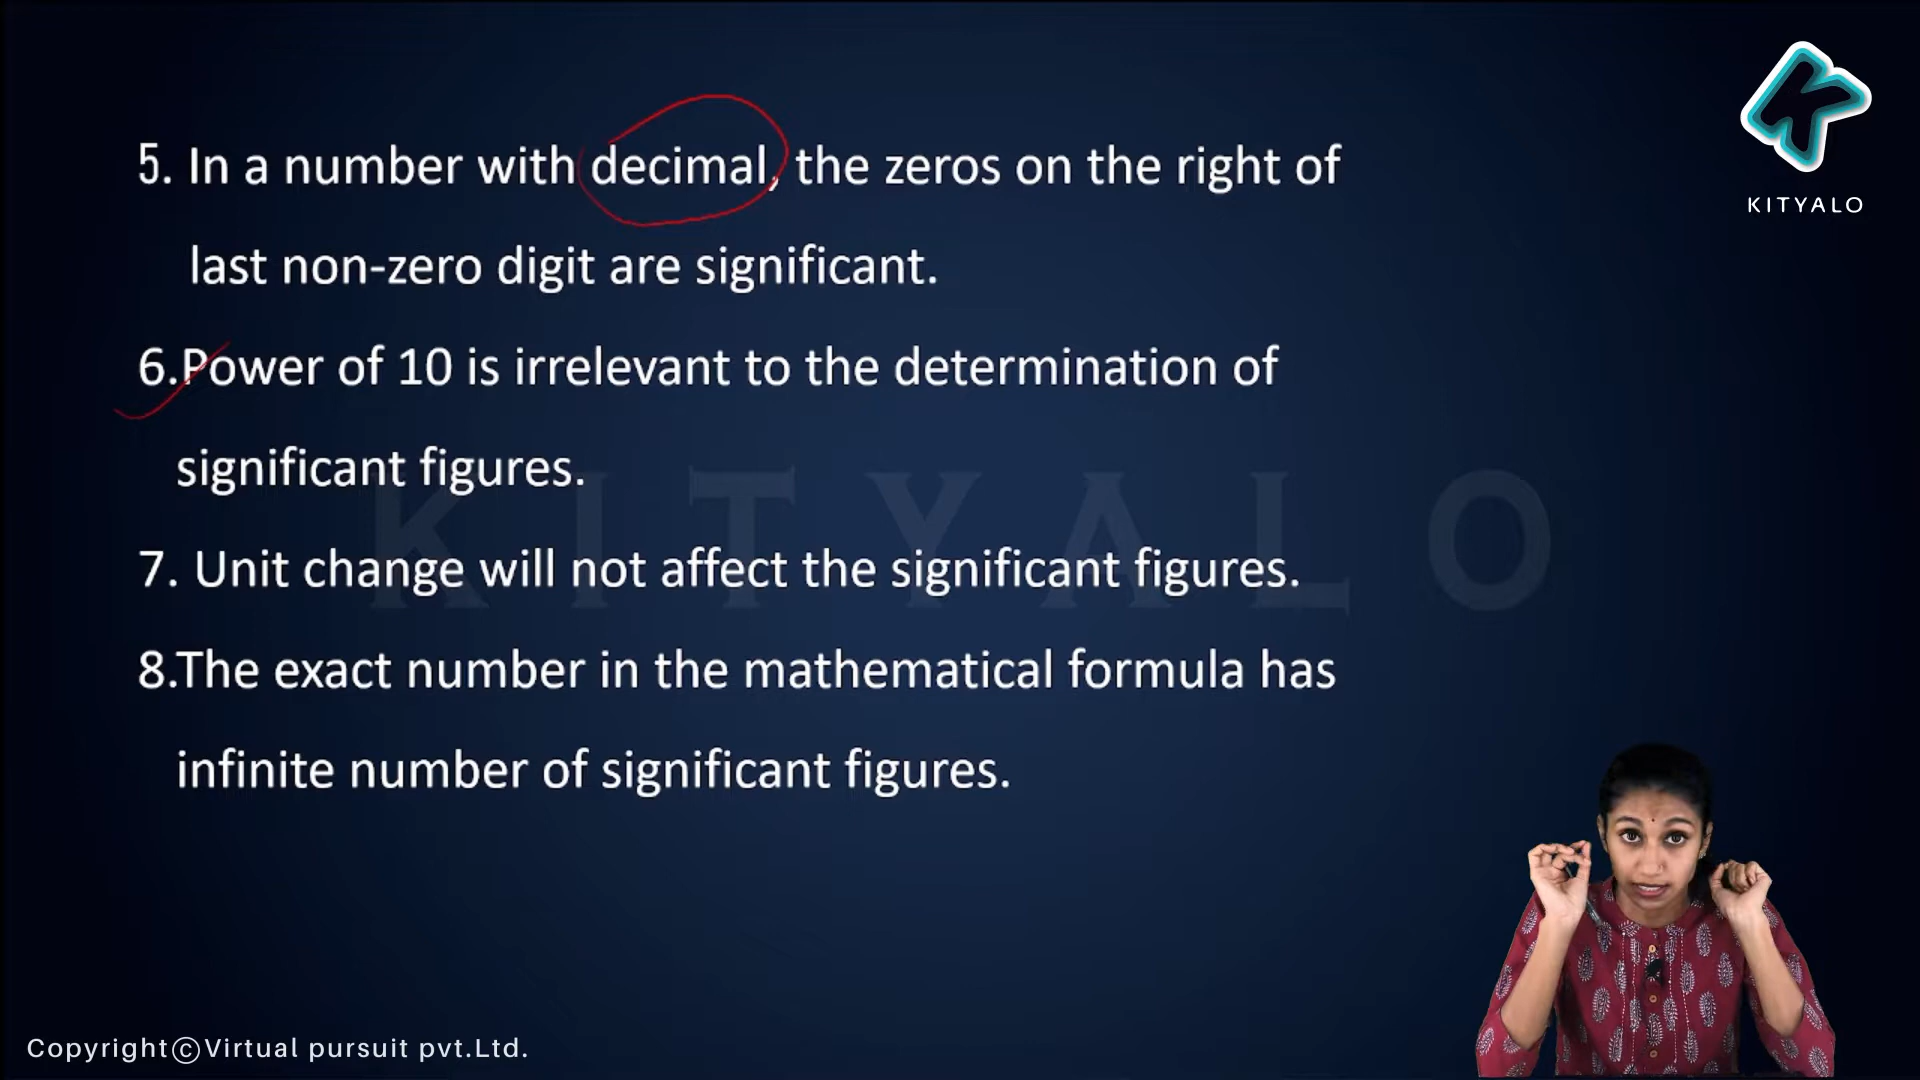 5. In a number with decimal, the zeros on the right of
last non-zero digit are significant.
6.Power of 10 is irrelevant to the determination of
significant figures.
7. Unit change will not affect the significant figures.
8.The exact number in the mathematical formula has
infinite number of significant figures.
KITYALO
KITYALO
Copyright©Virtual pursuit pvt.Ltd.